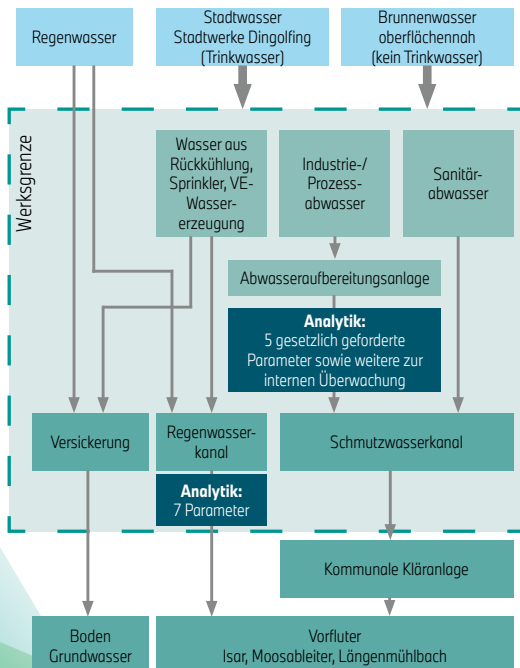 Regenwasser
Stadtwasser
Stadtwerke Dingolfing
(Trinkwasser)
Brunnenwasser
oberflächennah
(kein Trinkwasser)
Werksgrenze
Wasser aus
Rückkühlung,
Sprinkler, VE-
Wasser-
erzeugung
Industrie-/
Prozess-
abwasser
Sanitär-
abwasser
Abwasseraufbereitungsanlage
Analytik:
5 gesetzlich geforderte
Parameter sowie weitere zur
internen Überwachung
Versickerung
Regenwasser-
kanal
Schmutzwasserkanal
Analytik:
7 Parameter
Kommunale Kläranlage
Boden
Grundwasser
Vorfluter
Isar, Moosableiter, Längenmühlbach